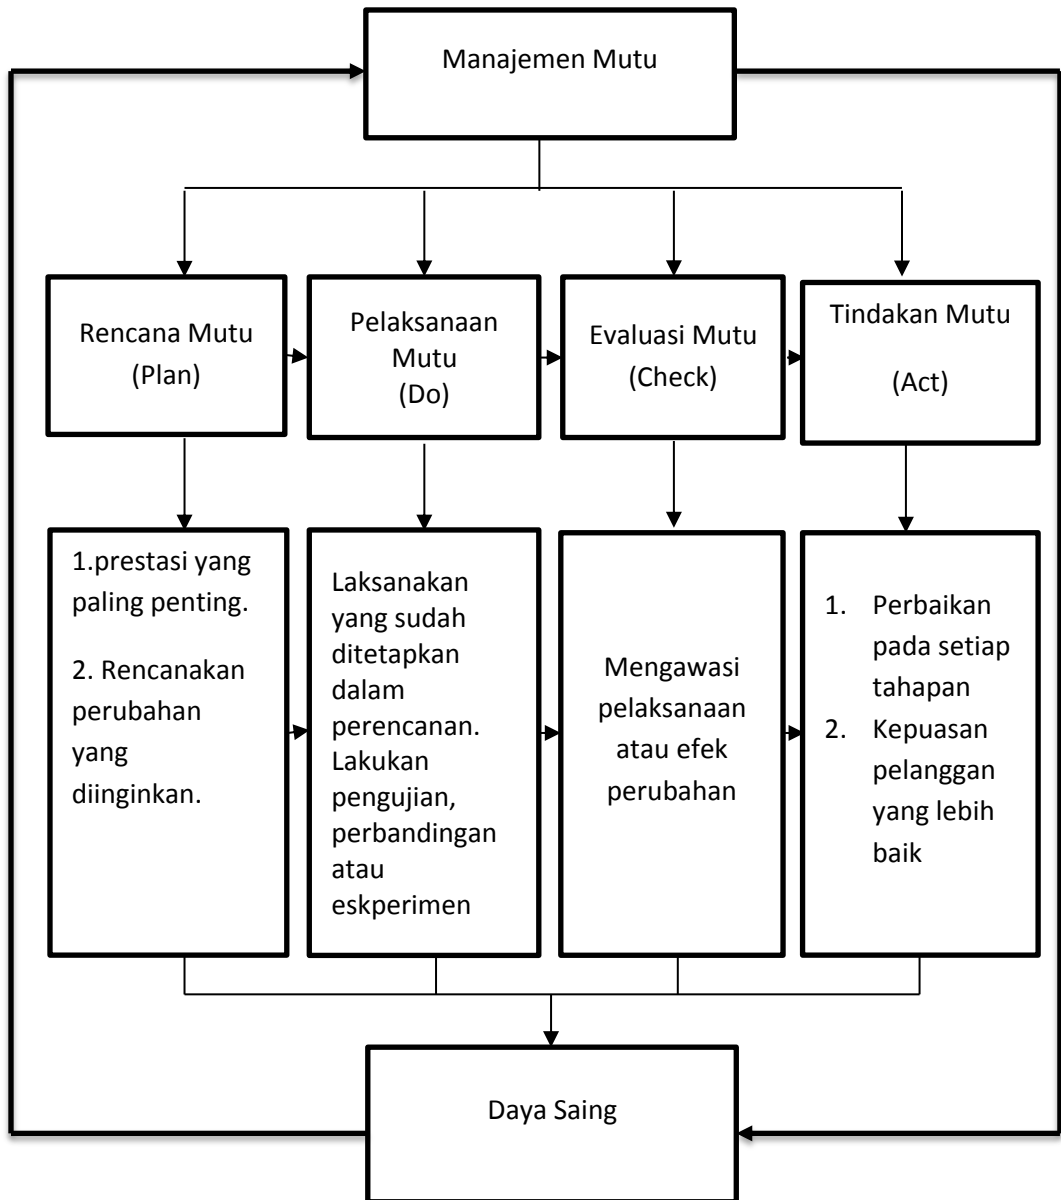 Manajemen Mutu
Rencana Mutu
(Plan)
Pelaksanaan
Mutu
(Do)
Evaluasi Mutu
(Check)
Tindakan Mutu
(Act)
1.prestasi yang
paling penting.
2. Rencanakan
perubahan
yang
diinginkan.
Laksanakan
yang sudah
ditetapkan
dalam
perencanan.
Lakukan
pengujian,
perbandingan
atau
eskperimen
Mengawasi
pelaksanaan
atau efek
perubahan
1. Perbaikan
pada setiap
tahapan
2. Kepuasan
pelanggan
yang lebih
baik
Daya Saing